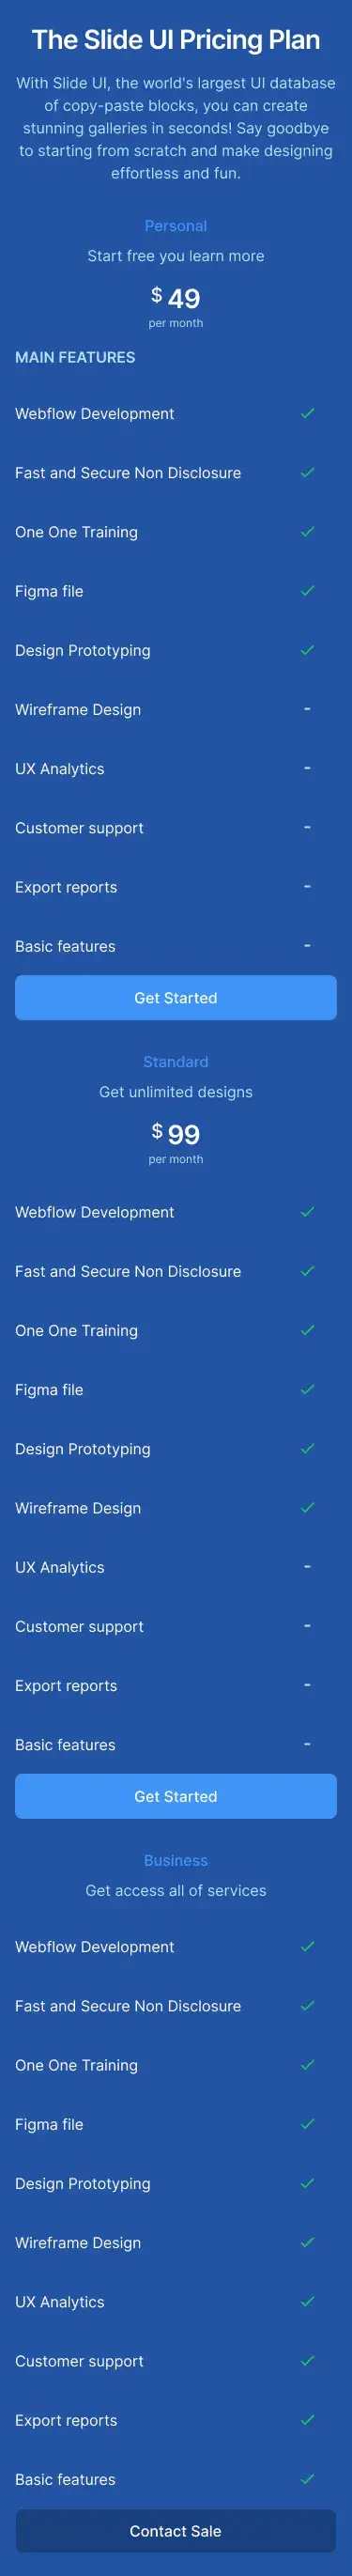 The Slide UI Pricing Plan
With Slide UI, the world's largest UI database
of copy-paste blocks, you can create
stunning galleries in seconds! Say goodbye
to starting from scratch and make designing
effortless and fun.
Personal
Start free you learn more
$ 49
per month
MAIN FEATURES
Webflow Development
Fast and Secure Non Disclosure
One One Training
Figma file
Design Prototyping
Wireframe Design -
UX Analytics -
Customer support -
Export reports -
Basic features -
Get Started
Standard
Get unlimited designs
$ 99
per month
Webflow Development
Fast and Secure Non Disclosure
One One Training
Figma file
Design Prototyping
Wireframe Design
UX Analytics -
Customer support -
Export reports -
Basic features -
Get Started
Business
Get access all of services
Webflow Development
Fast and Secure Non Disclosure
One One Training
Figma file
Design Prototyping
Wireframe Design
UX Analytics
Customer support
Export reports
Basic features
Contact Sale